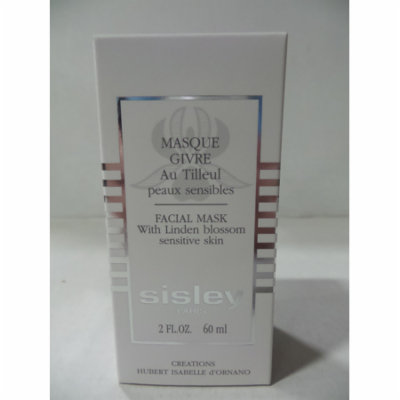 MASQUE
GIVRE
Au Tilleul
peaux sensibles
FACIAL MASK
With Linden blossom
sensitive skin
sisley
PARIS
2 FL.OZ. 60 ml
CREATIONS
HUBERT ISABELLE d'ORNANO